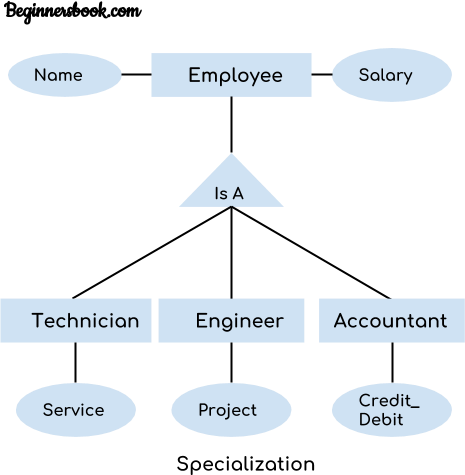 Beginnersbook.com
Name
Employee
Salary
Is A
Technician
Engineer
Accountant
Service
Project
Credit_
Debit
Specialization